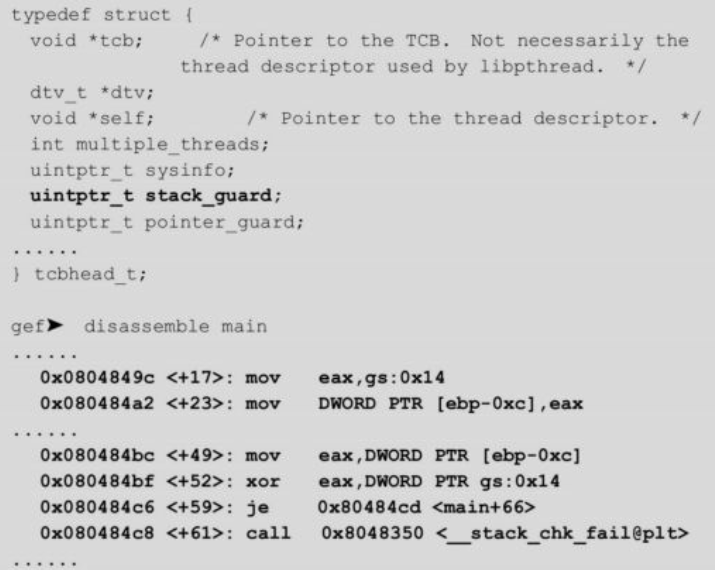 typedef struct {
void *tcb; /* Pointer to the TCB. Not necessarily the
thread descriptor used by libpthread. */
dtv_t *dtv;
void *self; /* Pointer to the thread descriptor. */
int multiple_threads;
uintptr_t sysinfo;
uintptr_t stack_guard;
uintptr_t pointer_guard;
......
} tcbhead_t;
gef➤ disassemble main
......
0x0804849c <+17>: mov eax,gs:0x14
0x080484a2 <+23>: mov DWORD PTR [ebp-0xc],eax
......
0x080484bc <+49>: mov eax,DWORD PTR [ebp-0xc]
0x080484bf <+52>: xor eax,DWORD PTR gs:0x14
0x080484c6 <+59>: je 0x80484cd <main+66>
0x080484c8 <+61>: call 0x8048350 <__stack_chk_fail@plt>
......